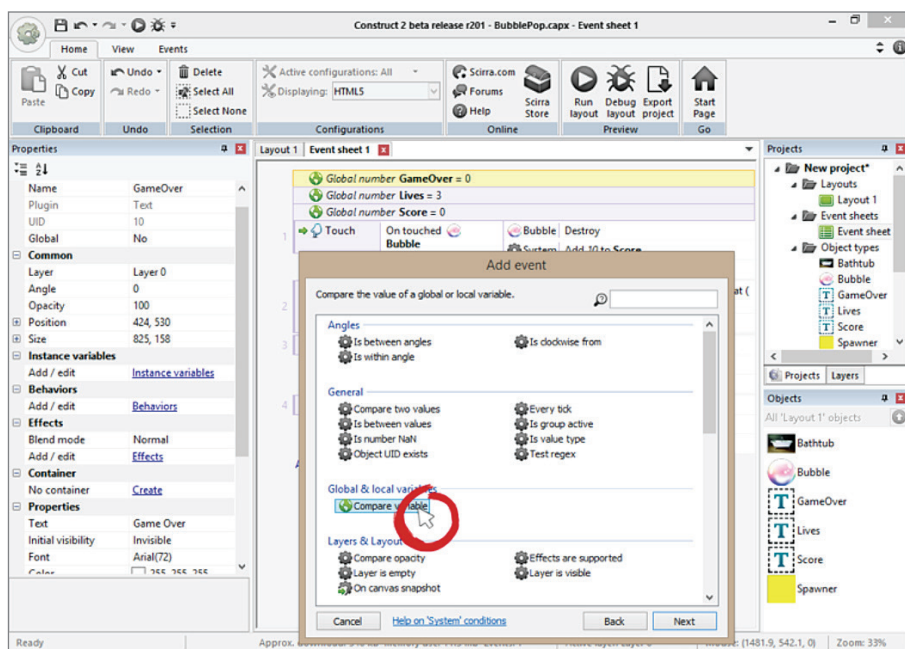 Construct 2 beta release r201 - BubblePop.capx - Event sheet 1
Home View Events
Paste
Cut
Copy
Clipboard
Undo
Redo
Undo
Delete
Select All
Select None
Selection
Active configurations: All
Displaying: HTML5
Configurations
Scirra.com
Forums
Help
Scirra Store
Online
Run layout
Debug layout
Export project
Preview
Start Page
Go
Properties
Name GameOver
Plugin Text
UID 10
Global No
Common
Layer Layer 0
Angle 0
Opacity 100
Position 424, 530
Size 825, 158
Instance variables
Add / edit Instance variables
Behaviors
Add / edit Behaviors
Effects
Blend mode Normal
Add / edit Effects
Container
No container Create
Properties
Text Game Over
Initial visibility Invisible
Font Arial(72)
Color 255, 255, 255
Layout 1 Event sheet 1
Global number GameOver = 0
Global number Lives = 3
Global number Score = 0
1 Touch On touched Bubble Bubble Destroy
System Add 10 to Score
2
3
4
at (
Add event
Compare the value of a global or local variable.
Angles
Is between angles Is clockwise from
Is within angle
General
Compare two values Every tick
Is between values Is group active
Is number NaN Is value type
Object UID exists Test regex
Global & local variables
Compare variable
Layers & Layout
Compare opacity Effects are supported
Layer is empty Layer is visible
On canvas snapshot
Cancel Help on 'System' conditions Back Next
Projects
New project*
Layouts
Layout 1
Event sheets
Event sheet
Object types
Bathtub
Bubble
GameOver
Lives
Score
Spawner
Projects Layers
Objects
All 'Layout 1' objects
Bathtub
Bubble
GameOver
Lives
Score
Spawner
Ready
Approx.
Mouse: (1481.9, 542.1, 0) Zoom: 33%